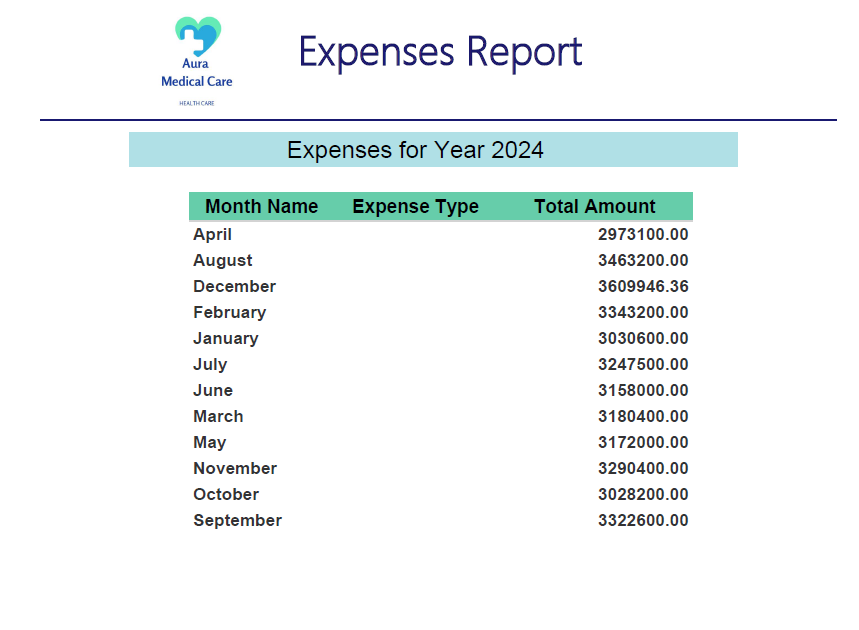 Aura
Medical Care
HEALTH CARE
Expenses Report
Expenses for Year 2024
Month Name Expense Type Total Amount
April 2973100.00
August 3463200.00
December 3609946.36
February 3343200.00
January 3030600.00
July 3247500.00
June 3158000.00
March 3180400.00
May 3172000.00
November 3290400.00
October 3028200.00
September 3322600.00